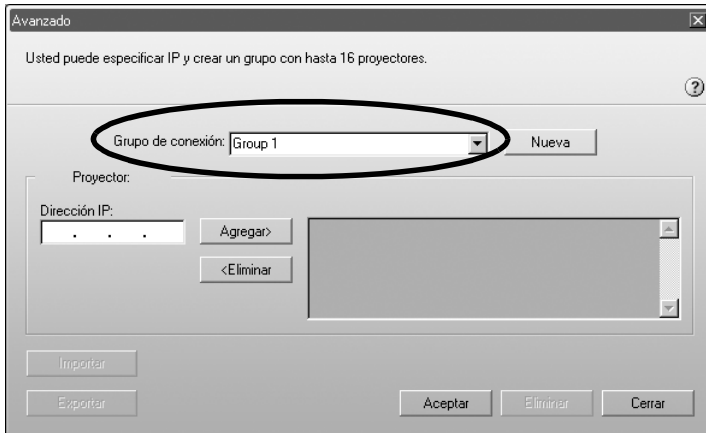 Avanzado
Usted puede especificar IP y crear un grupo con hasta 16 proyectores.
?
Grupo de conexión: Group 1 Nueva
Proyector:
Dirección IP:
. . .
Agregar>
<Eliminar
Importar
Exportar Aceptar Eliminar Cerrar